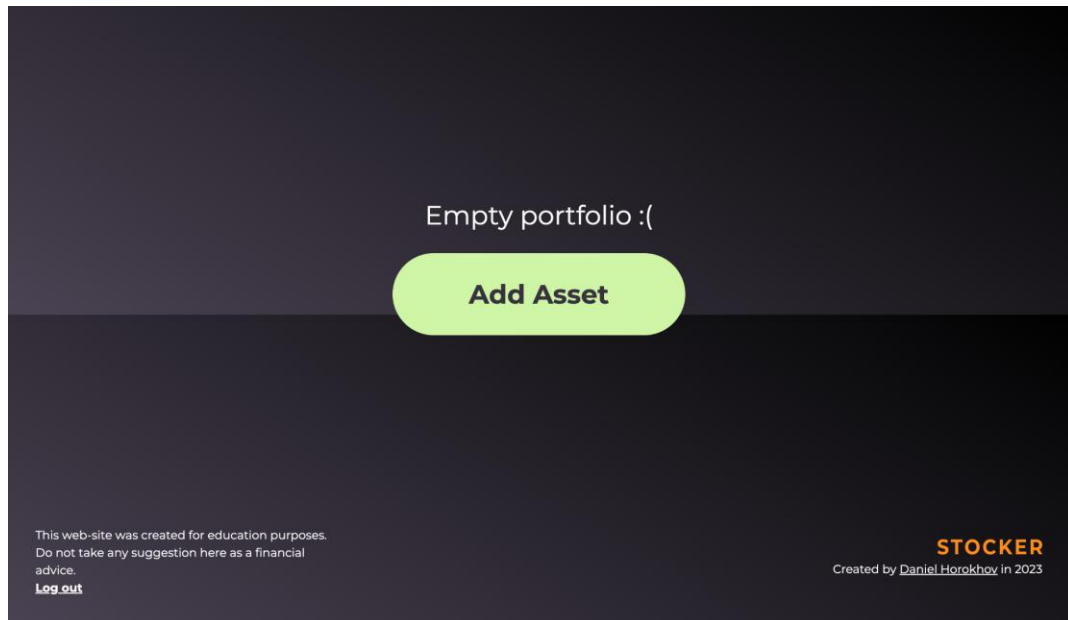 Empty portfolio :(
Add Asset
This web-site was created for education purposes.
Do not take any suggestion here as a financial
advice.
Log out
STOCKER
Created by Daniel Horokhov in 2023